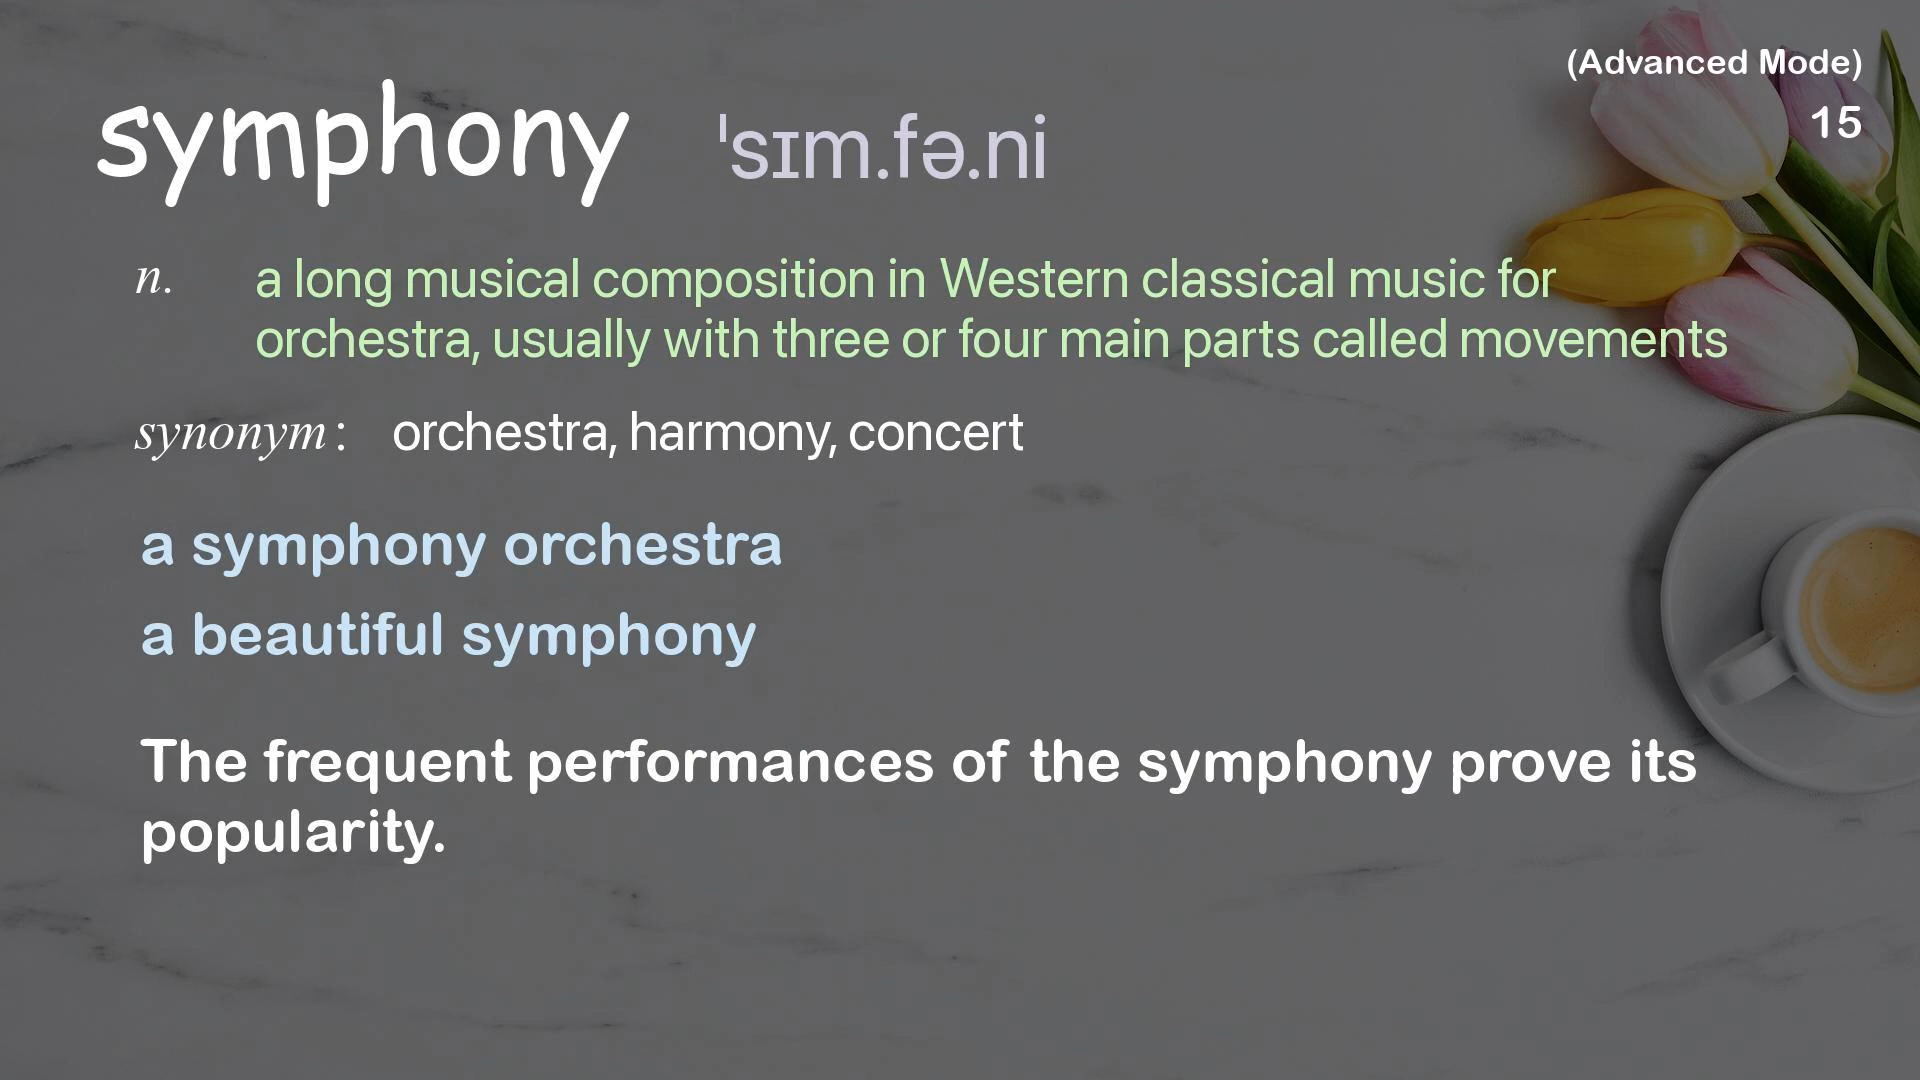 (Advanced Mode)
symphony ˈsɪm.fə.ni
15
n. a long musical composition in Western classical music for
orchestra, usually with three or four main parts called movements
synonym: orchestra, harmony, concert
a symphony orchestra
a beautiful symphony
The frequent performances of the symphony prove its
popularity.